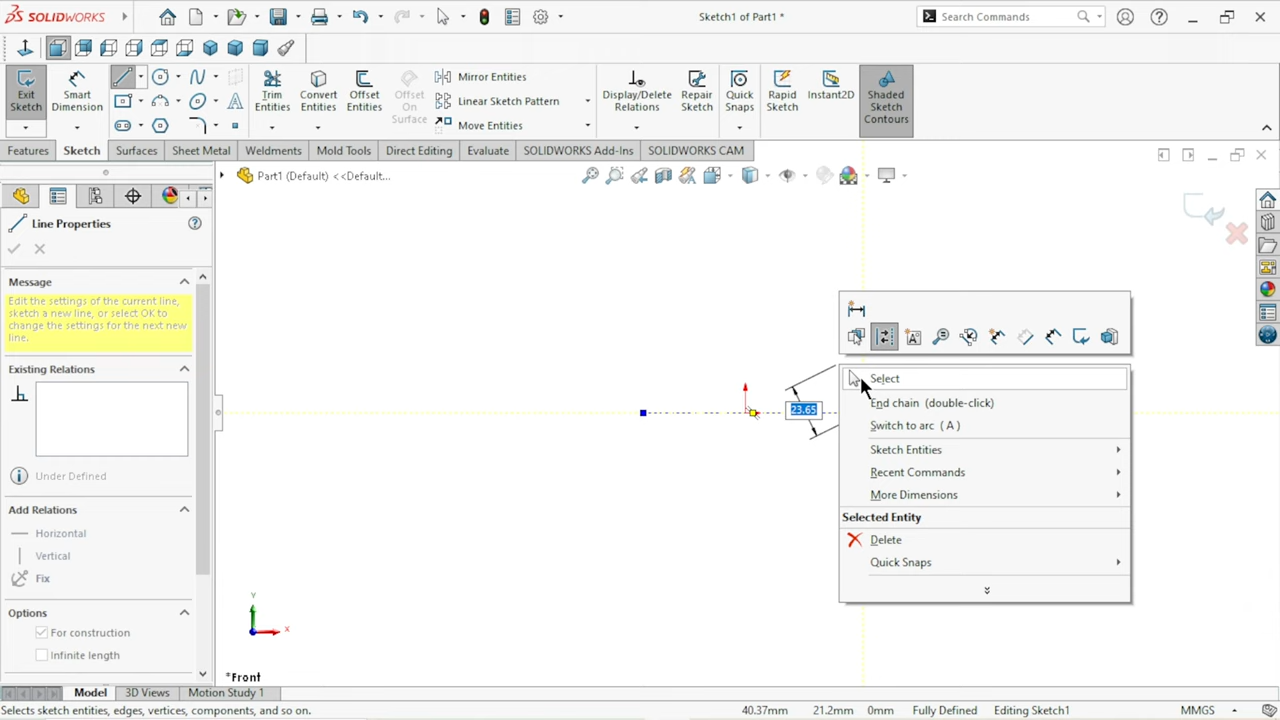 SOLIDWORKS
Sketch1 of Part1 *
Search Commands
Exit Sketch
Smart Dimension
Trim Entities
Convert Entities
Offset Entities
Offset On Surface
Mirror Entities
Linear Sketch Pattern
Move Entities
Display/Delete Relations
Repair Sketch
Quick Snaps
Rapid Sketch
Instant2D
Shaded Sketch Contours
Features
Sketch
Surfaces
Sheet Metal
Weldments
Mold Tools
Direct Editing
Evaluate
SOLIDWORKS Add-Ins
SOLIDWORKS CAM
Part1 (Default) <<Default...
Line Properties
Message
Edit the settings of the current line,
sketch a new line, or select OK to
change the settings for the next new
line.
Existing Relations
Under Defined
Add Relations
Horizontal
Vertical
Fix
Options
For construction
Infinite length
23.65
Select
End chain (double-click)
Switch to arc ( A )
Sketch Entities
Recent Commands
More Dimensions
Selected Entity
Delete
Quick Snaps
Y
X
*Front
Model
3D Views
Motion Study 1
Selects sketch entities, edges, vertices, components, and so on.
40.37mm
21.2mm
0mm
Fully Defined
Editing Sketch1
MMGS